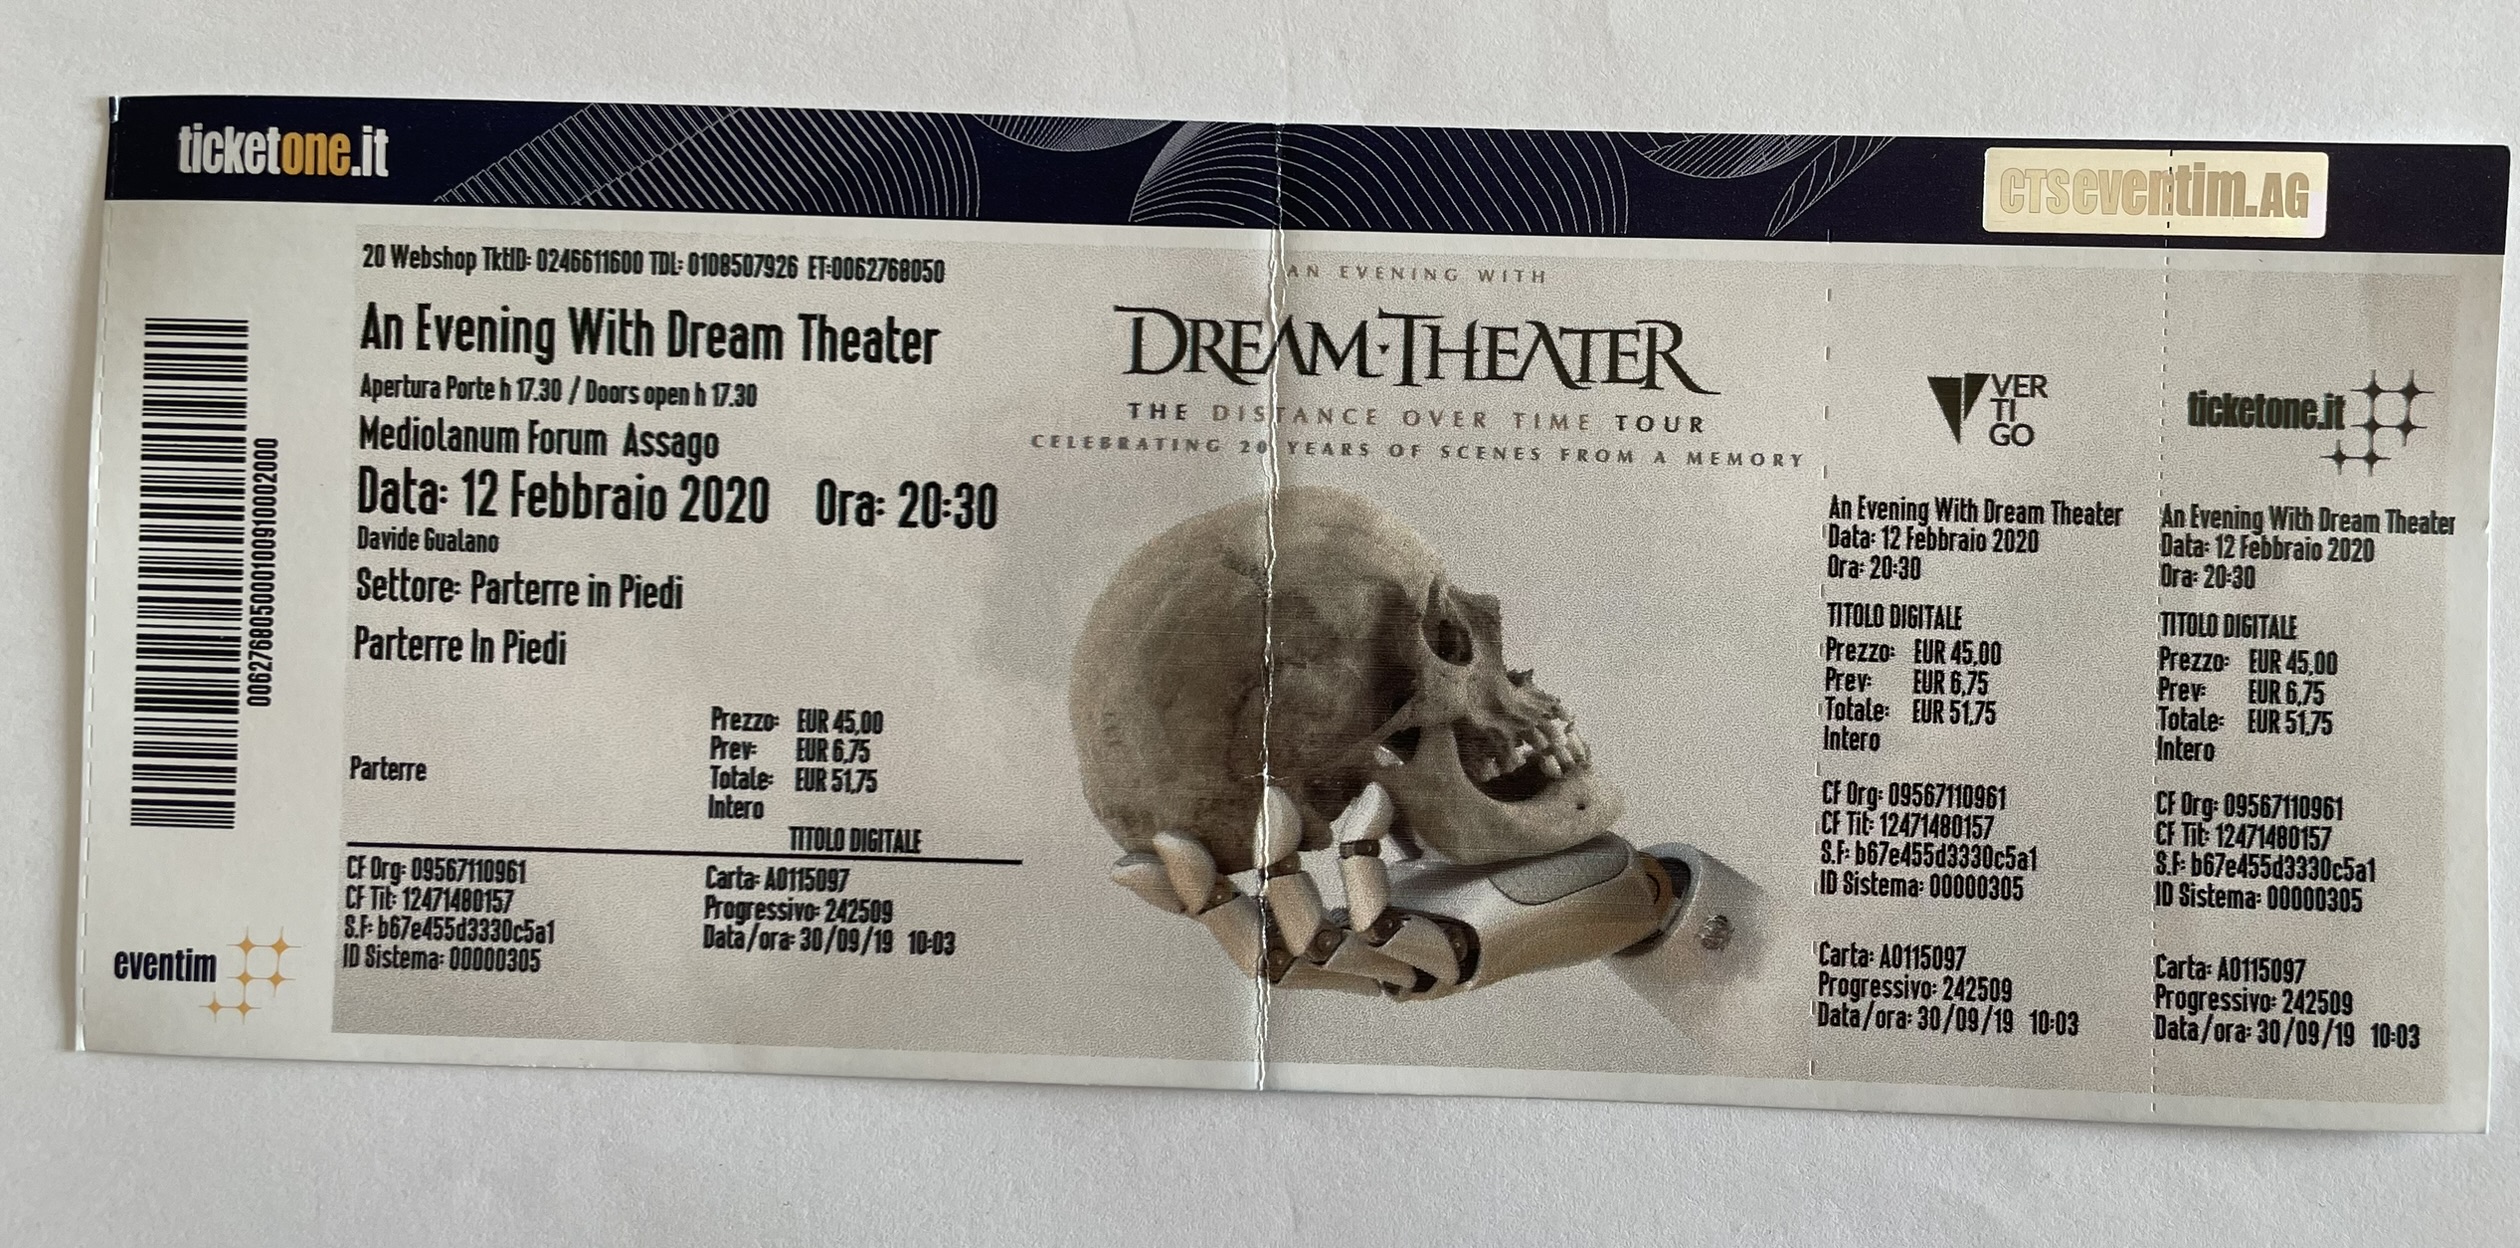 ticketone.it
CTSeventim.AG
20 Webshop TktID: 0246611600 TDL: 0108507926 ET:0062768050
An Evening With Dream Theater
Apertura Porte h 17.30 / Doors open h 17.30
Mediolanum Forum Assago
Data: 12 Febbraio 2020 Ora: 20:30
Davide Gualano
Settore: Parterre in Piedi
Parterre In Piedi
Parterre
Prezzo: EUR 45,00
Prev: EUR 6,75
Totale: EUR 51,75
Intero
TITOLO DIGITALE
CF Org: 09567110961
CF Tit: 12471480157
S.F: b67e455d3330c5a1
ID Sistema: 00000305
Carta: A0115097
Progressivo: 242509
Data/ora: 30/09/19 10:03
eventim
AN EVENING WITH
DREAM·THEATER
THE DISTANCE OVER TIME TOUR
CELEBRATING 20 YEARS OF SCENES FROM A MEMORY
VER
TI
GO
An Evening With Dream Theater
Data: 12 Febbraio 2020
Ora: 20:30
TITOLO DIGITALE
Prezzo: EUR 45,00
Prev: EUR 6,75
Totale: EUR 51,75
Intero
CF Org: 09567110961
CF Tit: 12471480157
S.F: b67e455d3330c5a1
ID Sistema: 00000305
Carta: A0115097
Progressivo: 242509
Data/ora: 30/09/19 10:03
ticketone.it
An Evening With Dream Theater
Data: 12 Febbraio 2020
Ora: 20:30
TITOLO DIGITALE
Prezzo: EUR 45,00
Prev: EUR 6,75
Totale: EUR 51,75
Intero
CF Org: 09567110961
CF Tit: 12471480157
S.F: b67e455d3330c5a1
ID Sistema: 00000305
Carta: A0115097
Progressivo: 242509
Data/ora: 30/09/19 10:03